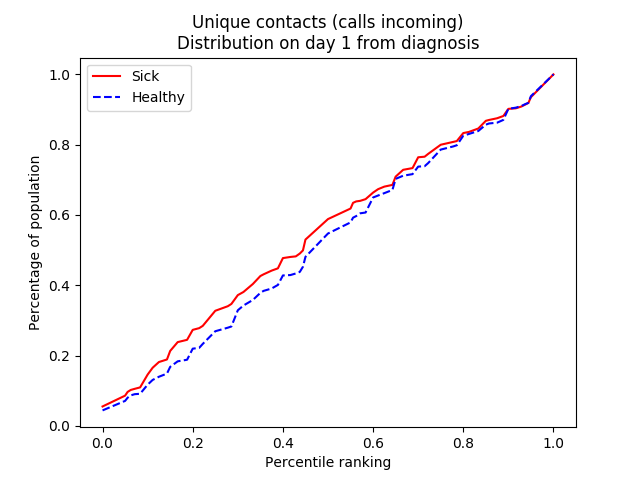 Unique contacts (calls incoming)
Distribution on day 1 from diagnosis
Sick
Healthy
Percentage of population
1.0
0.8
0.6
0.4
0.2
0.0
0.0 0.2 0.4 0.6 0.8 1.0
Percentile ranking